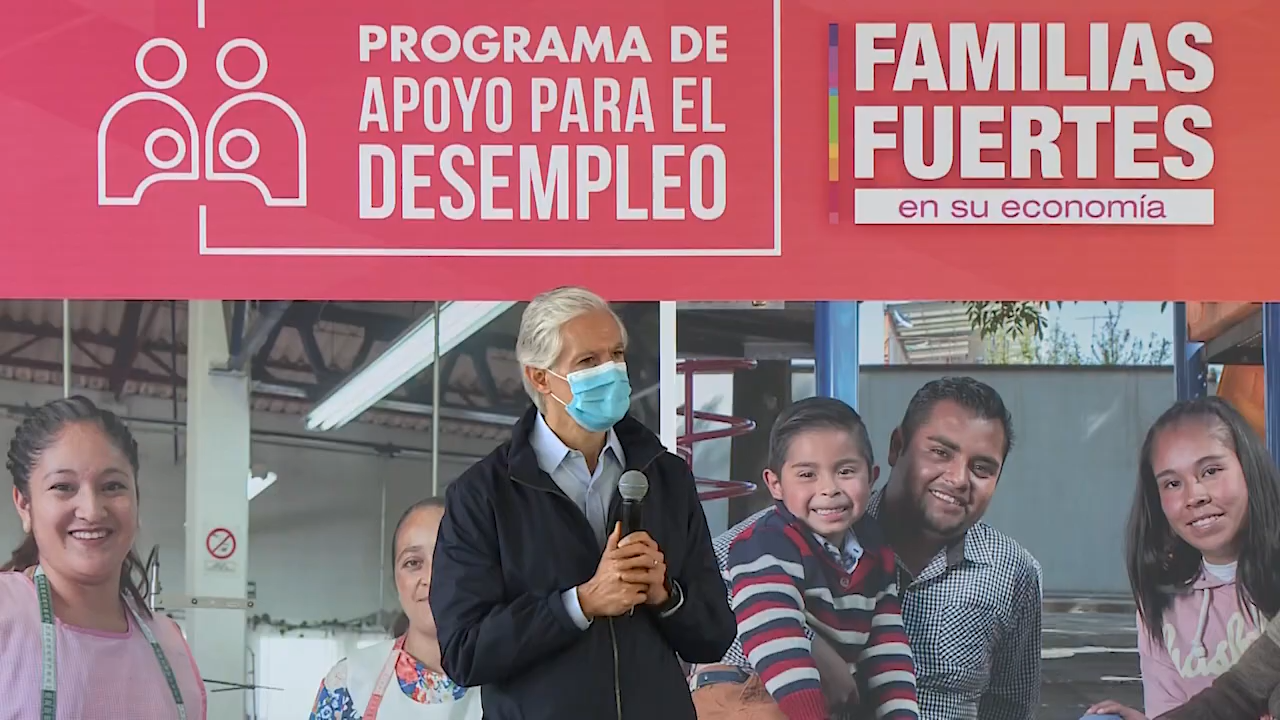 PROGRAMA DE
APOYO PARA EL
DESEMPLEO
FAMILIAS
FUERTES
en su economía